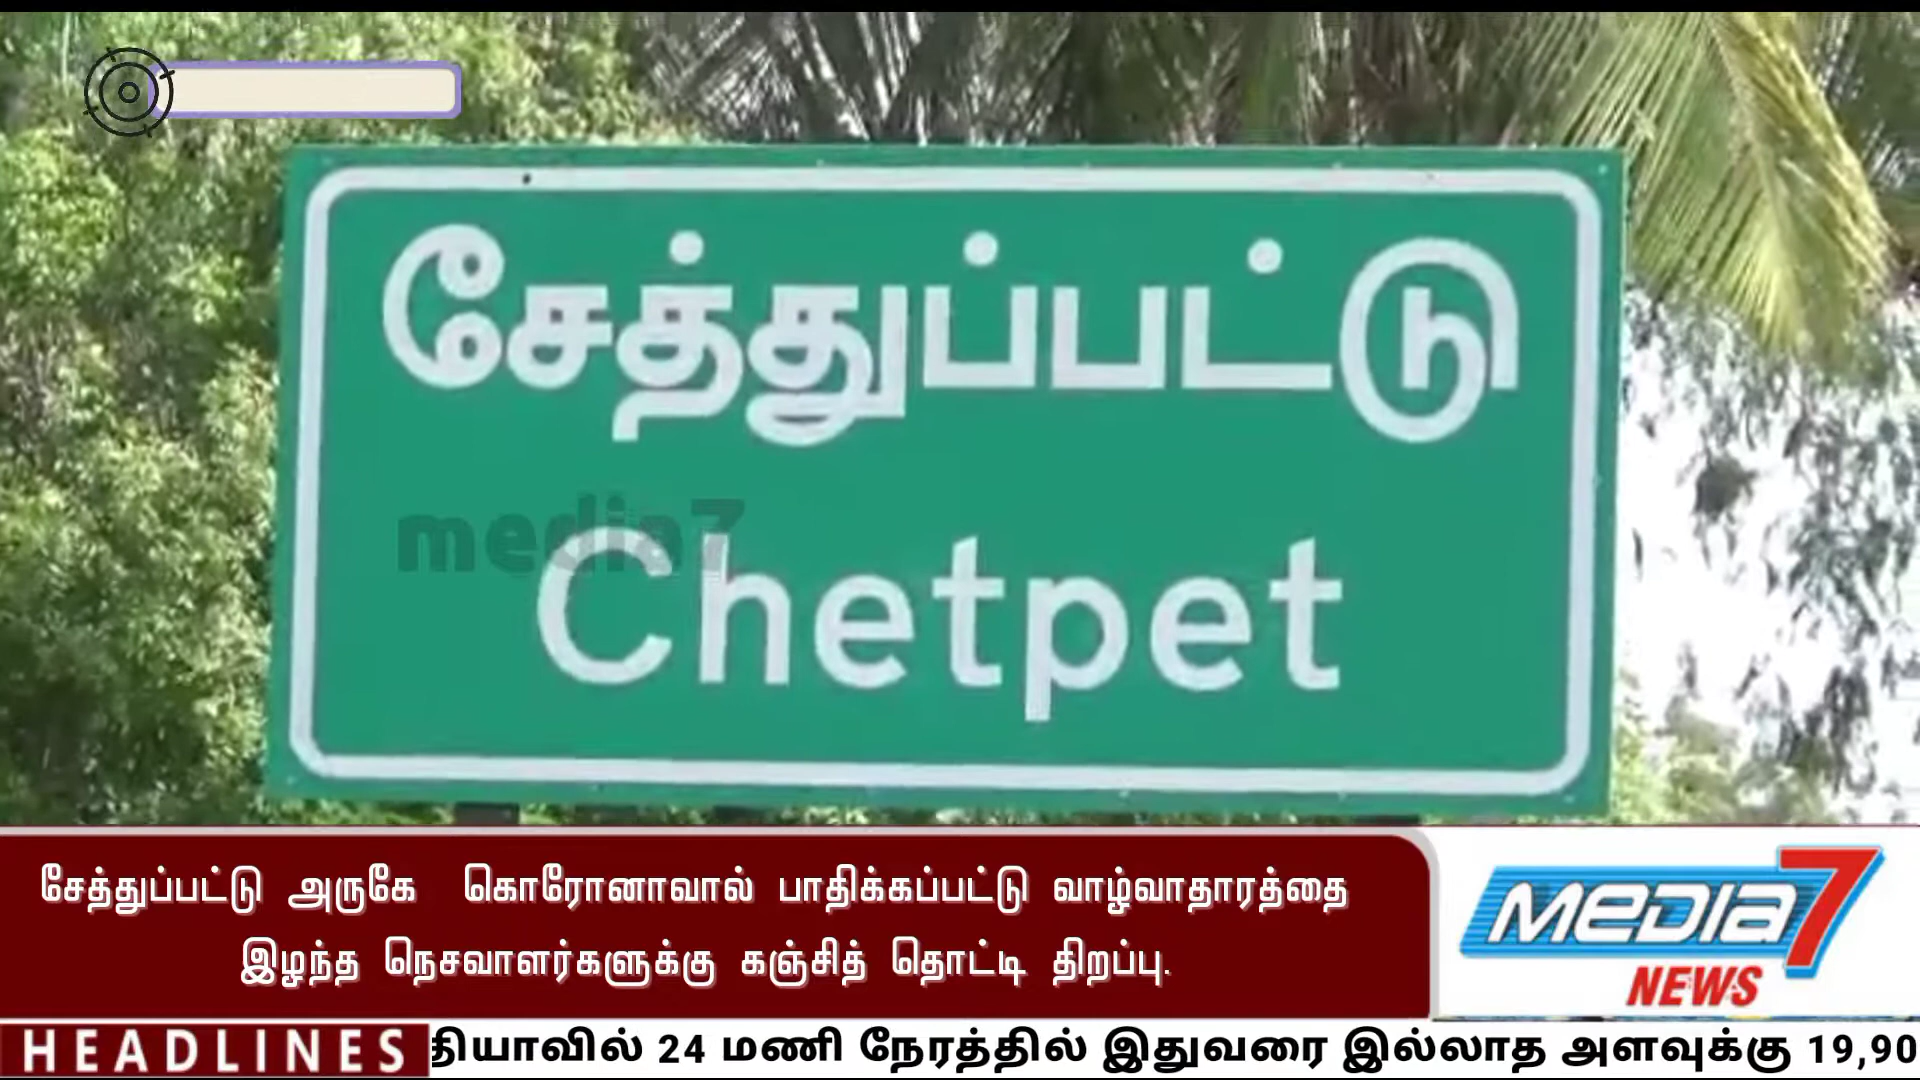 சேத்துப்பட்டு
media7
Chetpet
சேத்துப்பட்டு அருகே கொரோனாவால் பாதிக்கப்பட்டு வாழ்வாதாரத்தை
இழந்த நெசவாளர்களுக்கு கஞ்சித் தொட்டி திறப்பு.
MEDIA 7
NEWS
HEADLINES
தியாவில் 24 மணி நேரத்தில் இதுவரை இல்லாத அளவுக்கு 19,90